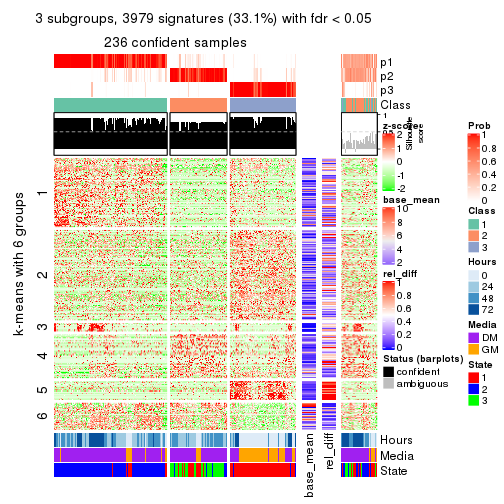 3 subgroups, 3979 signatures (33.1%) with fdr < 0.05
236 confident samples
p1
p2
p3
Class
1
0.5
Silhouette
score
k-means with 6 groups
1
2
3
4
5
6
Hours
Media
State
base_mean
rel_diff
z-score
2
1
0
-1
-2
base_mean
10
8
6
4
2
rel_diff
1
0.8
0.6
0.4
0.2
0
Status (barplots)
confident
ambiguous
Prob
1
0.8
0.6
0.4
0.2
0
Class
1
2
3
Hours
0
24
48
72
Media
DM
GM
State
1
2
3